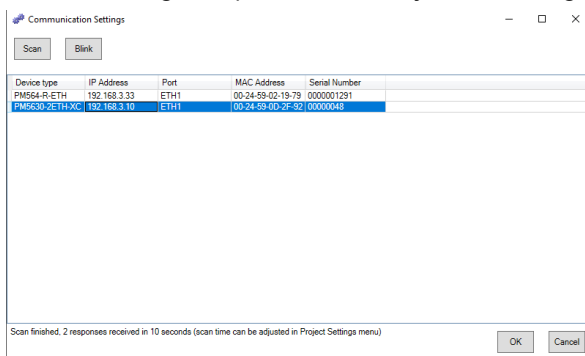 Communication Settings
Scan Blink
Device type IP Address Port MAC Address Serial Number
PM564-R-ETH 192.168.3.33 ETH1 00-24-59-02-19-79 0000001291
PM5630-2ETH-XC 192.168.3.10 ETH1 00-24-59-0D-2F-92 00000048
Scan finished, 2 responses received in 10 seconds (scan time can be adjusted in Project Settings menu)
OK Cancel